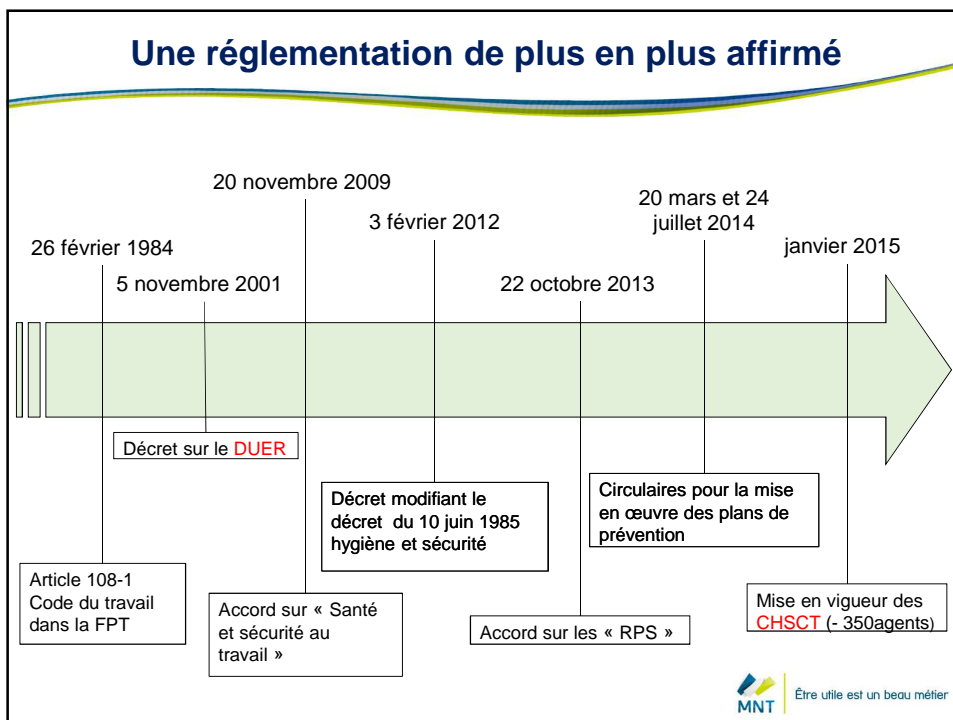 Une réglementation de plus en plus affirmé
20 novembre 2009
20 mars et 24
juillet 2014
3 février 2012
26 février 1984
janvier 2015
5 novembre 2001
22 octobre 2013
Décret sur le DUER
Décret modifiant le
décret du 10 juin 1985
hygiène et sécurité
Circulaires pour la mise
en œuvre des plans de
prévention
Article 108-1
Code du travail
dans la FPT
Accord sur « Santé
et sécurité au
travail »
Accord sur les « RPS »
Mise en vigueur des
CHSCT (- 350agents)
MNT
Être utile est un beau métier